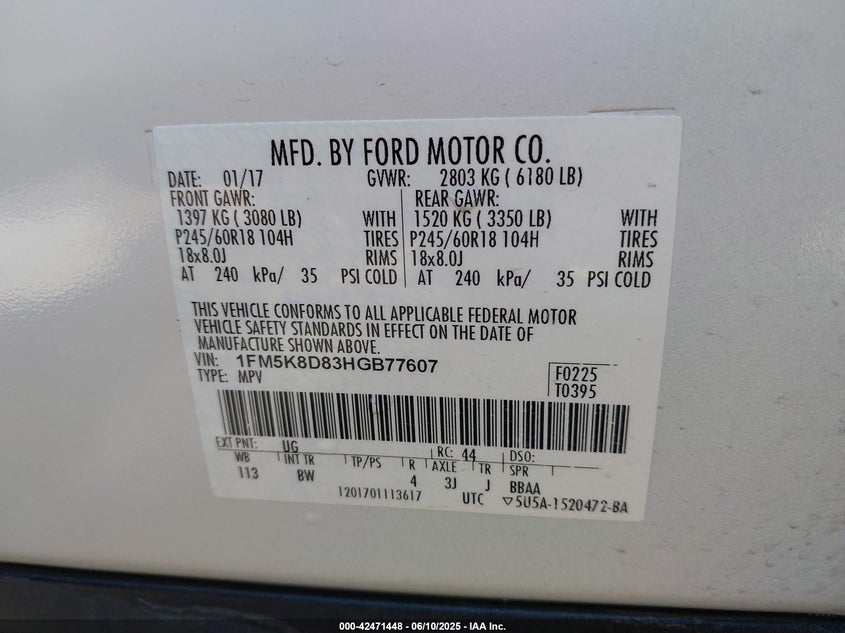 MFD. BY FORD MOTOR CO.
DATE: 01/17 GVWR: 2803 KG ( 6180 LB)
FRONT GAWR: REAR GAWR:
1397 KG ( 3080 LB) WITH 1520 KG ( 3350 LB) WITH
P245/60R18 104H TIRES P245/60R18 104H TIRES
18x8.0J RIMS 18x8.0J RIMS
AT 240 kPa/ 35 PSI COLD AT 240 kPa/ 35 PSI COLD
THIS VEHICLE CONFORMS TO ALL APPLICABLE FEDERAL MOTOR
VEHICLE SAFETY STANDARDS IN EFFECT ON THE DATE OF
MANUFACTURE SHOWN ABOVE.
VIN: 1FM5K8D83HGB77607
TYPE: MPV
F0225
T0395
EXT PNT: UG RC: 44 DSO:
WB INT TR TP/PS R AXLE TR SPR
113 BW 4 3J J BBAA
1201701113617 UTC ▽5U5A-1520472-BA
000-42471448 - 06/10/2025 - IAA Inc.